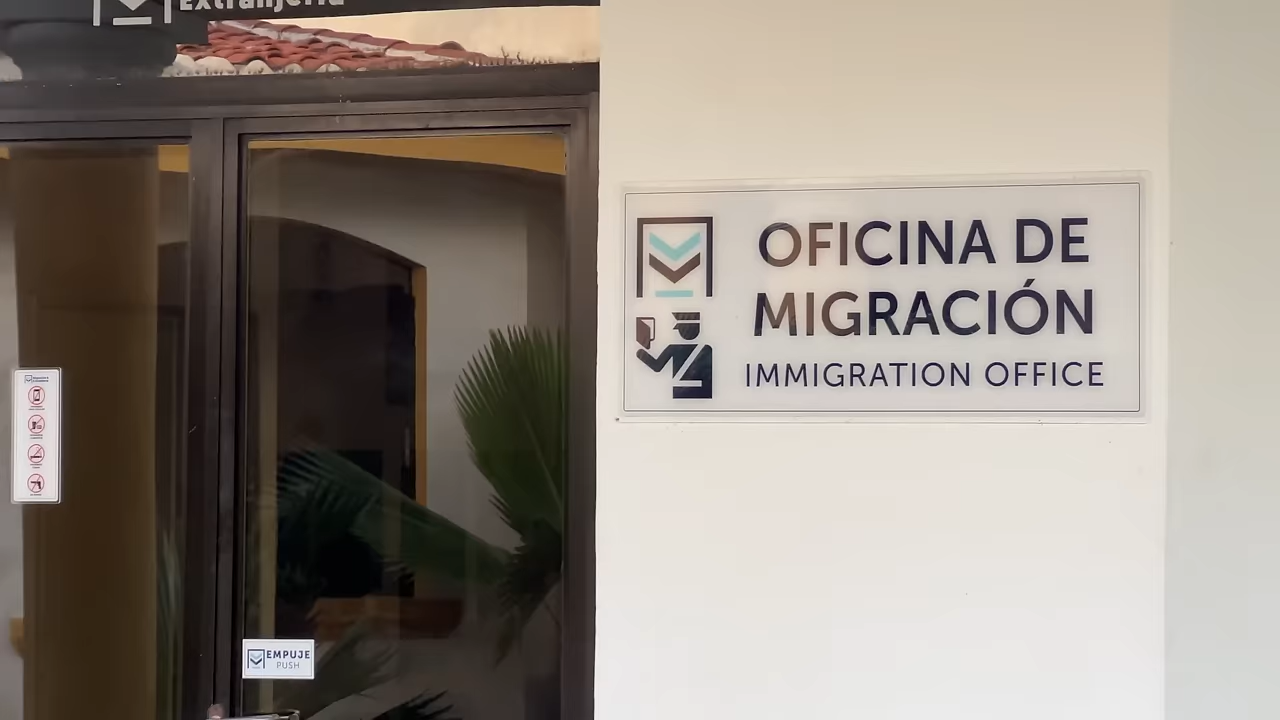 Extranjería
OFICINA DE
MIGRACIÓN
IMMIGRATION OFFICE
EMPUJE
PUSH